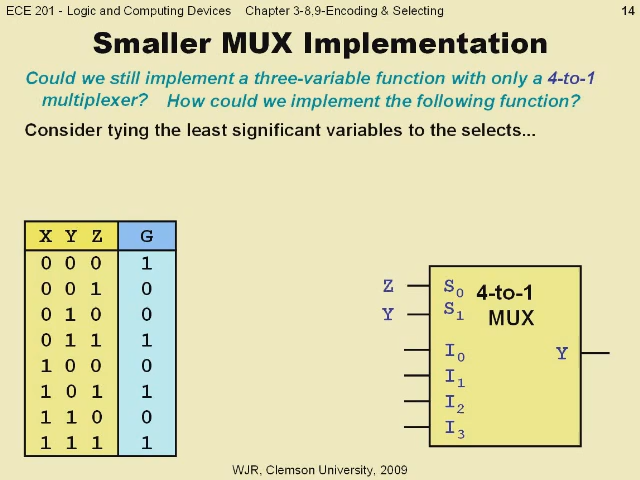 ECE 201 - Logic and Computing Devices Chapter 3-8,9-Encoding & Selecting 14
Smaller MUX Implementation
Could we still implement a three-variable function with only a 4-to-1
multiplexer? How could we implement the following function?
Consider tying the least significant variables to the selects...
X Y Z G
0 0 0 1
0 0 1 0
0 1 0 0
0 1 1 1
1 0 0 0
1 0 1 1
1 1 0 0
1 1 1 1
Z S0 4-to-1
Y S1 MUX
I0 Y
I1
I2
I3
WJR, Clemson University, 2009